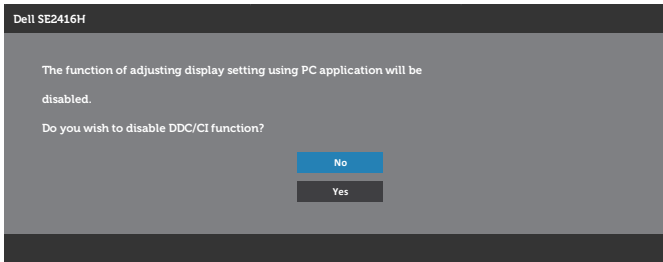 Dell SE2416H
The function of adjusting display setting using PC application will be
disabled.
Do you wish to disable DDC/CI function?
No
Yes